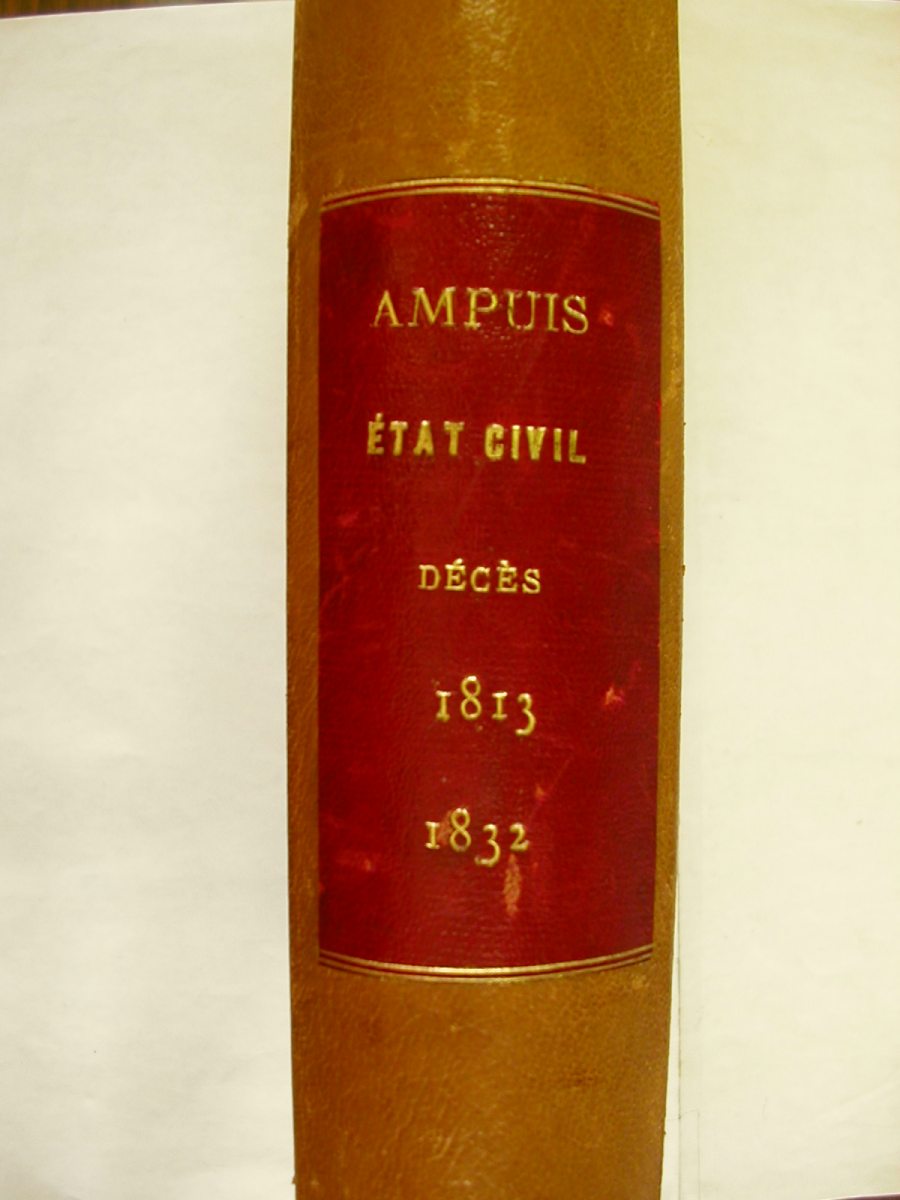 AMPUIS
ÉTAT CIVIL
DÉCÈS
1813
1832